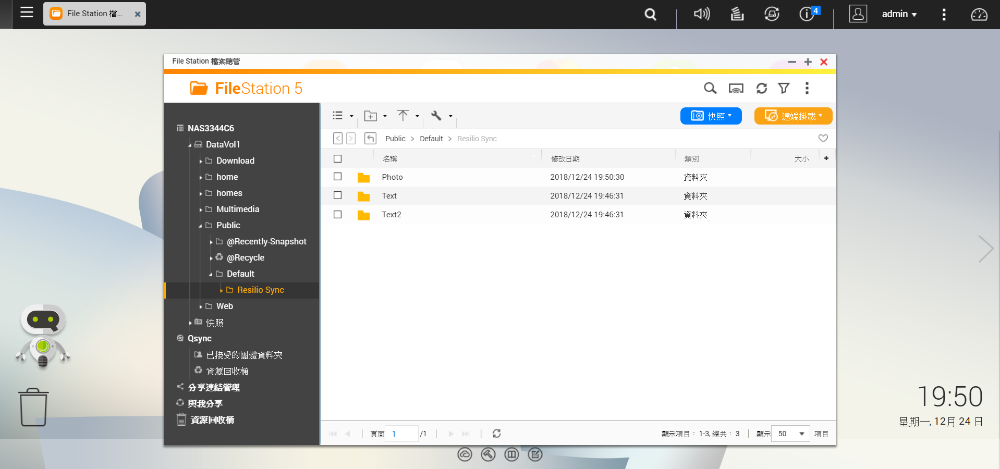 File Station 檔...
4
admin
File Station 檔案總管
FileStation 5
快照
遠端掛載
Public > Default > Resilio Sync
名稱 修改日期 類別 大小
Photo 2018/12/24 19:50:30 資料夾
Text 2018/12/24 19:46:31 資料夾
Text2 2018/12/24 19:46:31 資料夾
NAS3344C6
DataVol1
Download
home
homes
Multimedia
Public
@Recently-Snapshot
@Recycle
Default
Resilio Sync
Web
快照
Qsync
已接受的團體資料夾
資源回收桶
分享連結管理
與我分享
資源回收桶
頁面 1 /1
顯示項目： 1-3, 總共： 3
顯示 50 項目
19:50
星期一, 12月 24 日